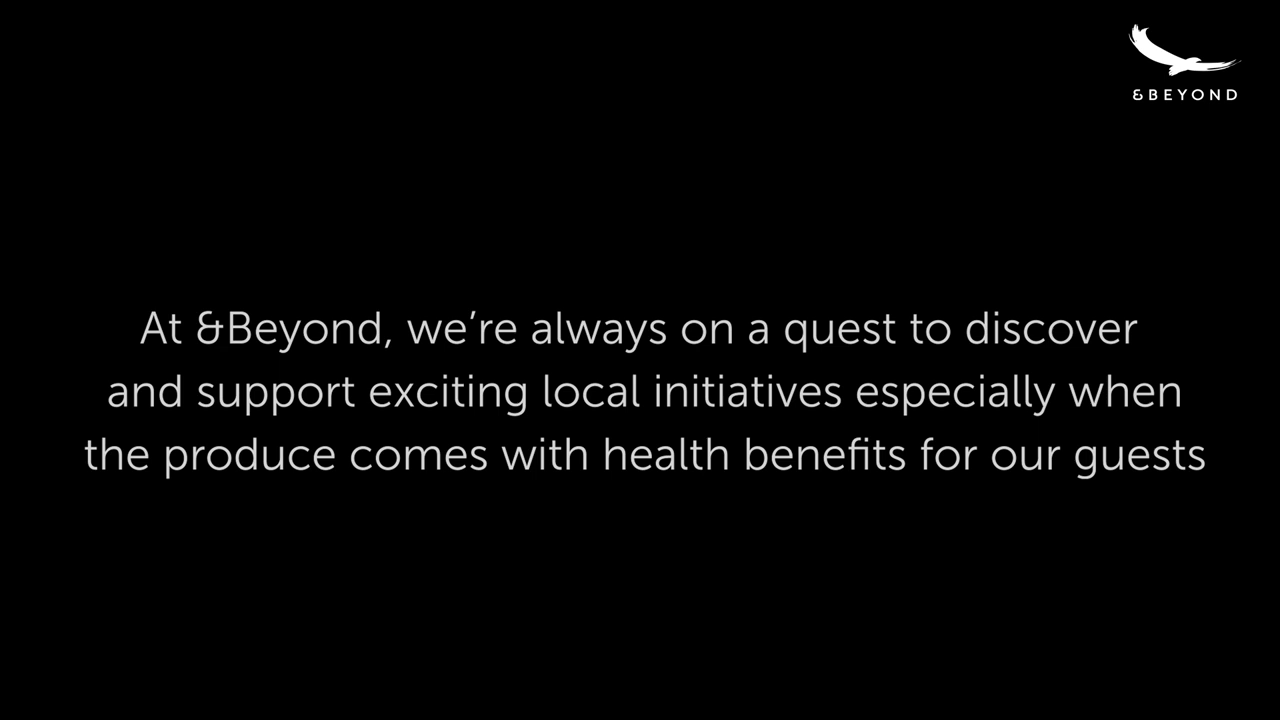 &BEYOND
At &Beyond, we’re always on a quest to discover
and support exciting local initiatives especially when
the produce comes with health benefits for our guests